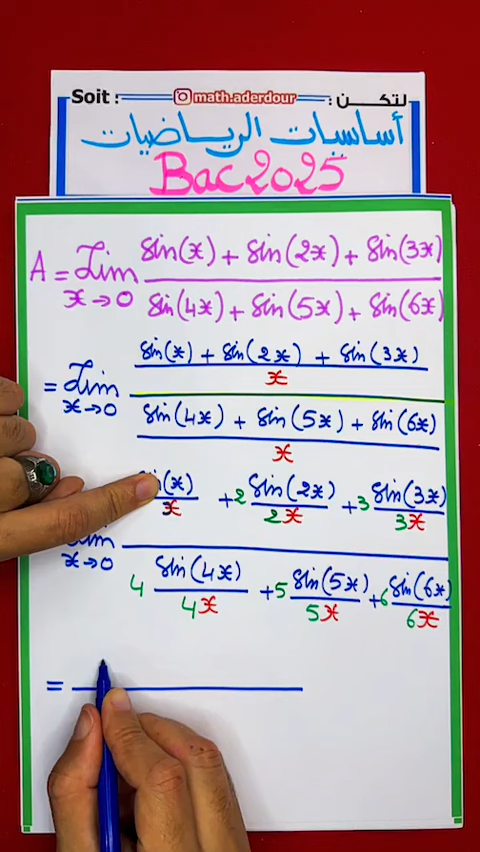 Soit : math.aderdour لتكن :
أساسيات الرياضيات
Bac2025
A = Lim x→0 (sin(x) + sin(2x) + sin(3x)) / (sin(4x) + sin(5x) + sin(6x))
= Lim x→0 ((sin(x) + sin(2x) + sin(3x)) / x) / ((sin(4x) + sin(5x) + sin(6x)) / x)
Lim x→0 (sin(x)/x + 2 sin(2x)/2x + 3 sin(3x)/3x) / (4 sin(4x)/4x + 5 sin(5x)/5x + 6 sin(6x)/6x)
=